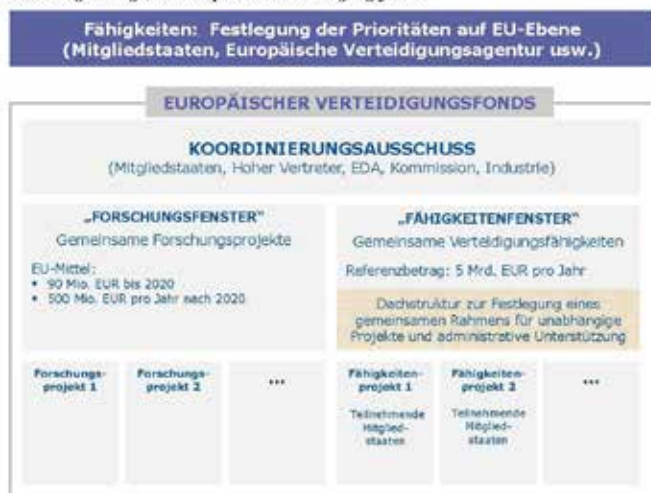 Fähigkeiten: Festlegung der Prioritäten auf EU-Ebene
(Mitgliedstaaten, Europäische Verteidigungsagentur usw.)
EUROPÄISCHER VERTEIDIGUNGSFONDS
KOORDINIERUNGSAUSSCHUSS
(Mitgliedstaaten, Hoher Vertreter, EDA, Kommission, Industrie)
„FORSCHUNGSFENSTER“
Gemeinsame Forschungsprojekte
EU-Mittel:
• 90 Mio. EUR bis 2020
• 500 Mio. EUR pro Jahr nach 2020
Forschungs-
projekt 1
Forschungs-
projekt 2
...
„FÄHIGKEITENFENSTER“
Gemeinsame Verteidigungsfähigkeiten
Referenzbetrag: 5 Mrd. EUR pro Jahr
Dachstruktur zur Festlegung eines
gemeinsamen Rahmens für unabhängige
Projekte und administrative Unterstützung
Fähigkeiten-
projekt 1
Teilnehmende
Mitglied-
staaten
Fähigkeiten-
projekt 2
Teilnehmende
Mitglied-
staaten
...